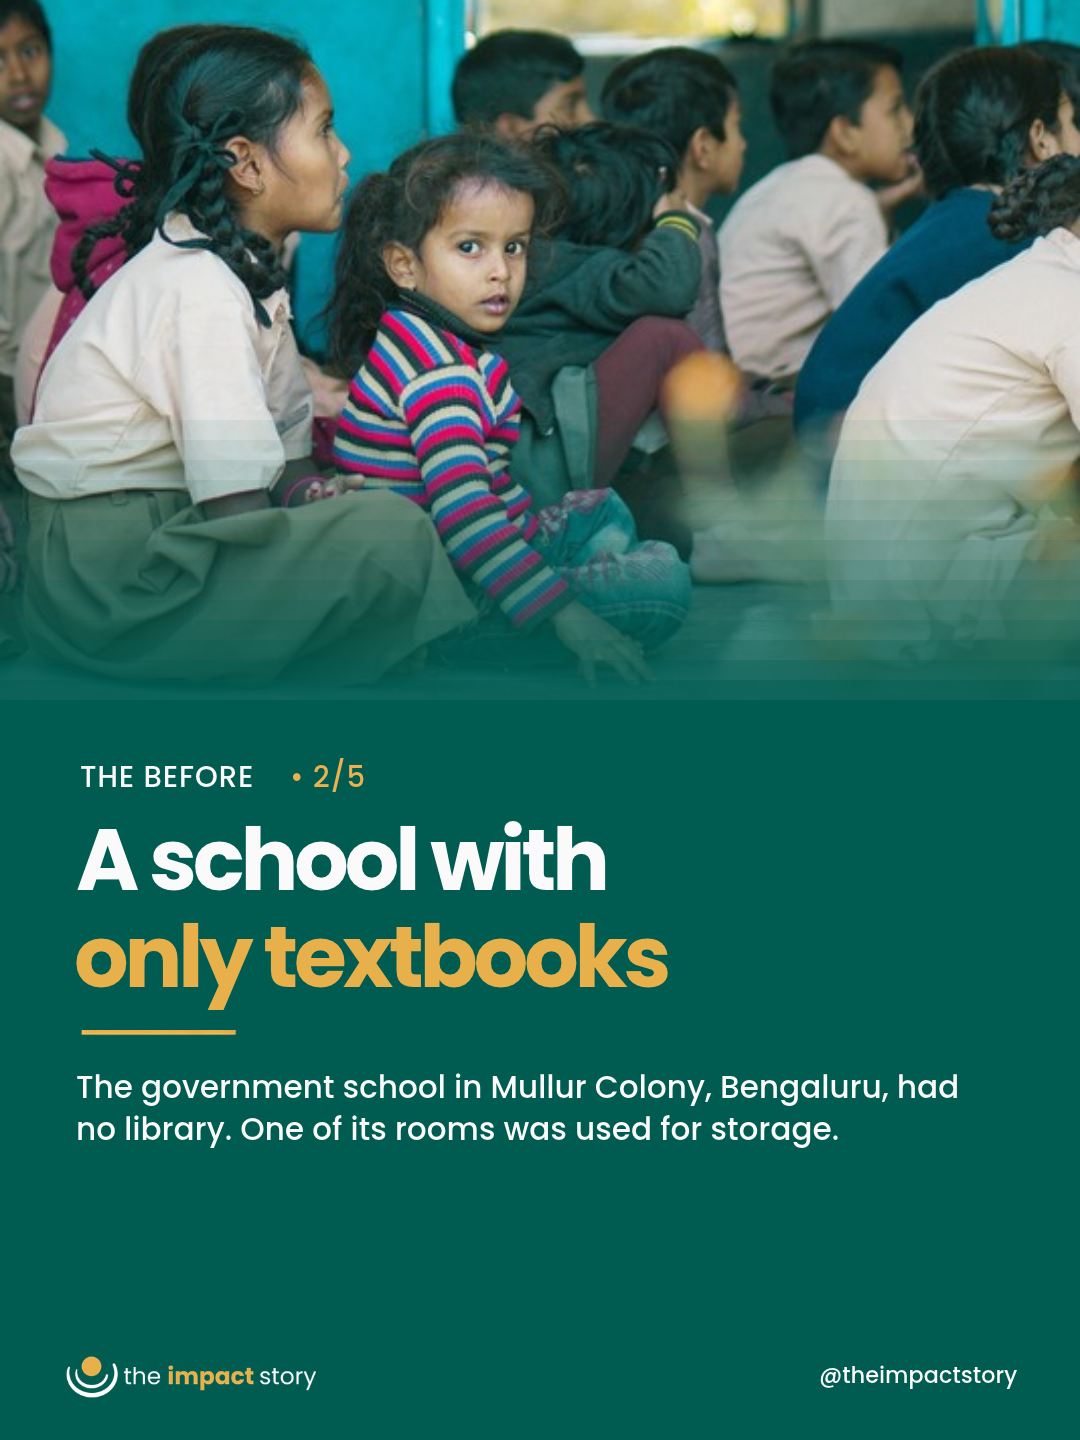 THE BEFORE • 2/5
A school with
only textbooks
The government school in Mullur Colony, Bengaluru, had
no library. One of its rooms was used for storage.
the impact story
@theimpactstory